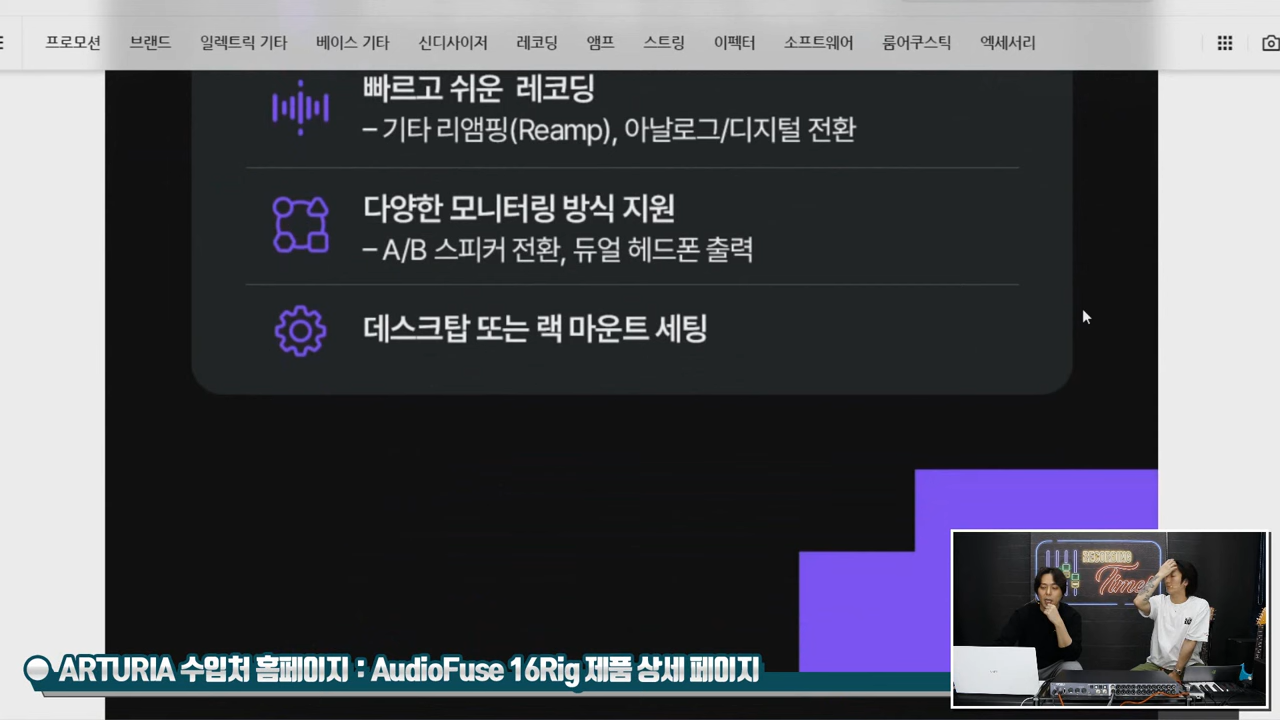 프로모션 브랜드 일렉트릭 기타 베이스 기타 신디사이저 레코딩 앰프 스트링 이펙터 소프트웨어 룸어쿠스틱 엑세서리
빠르고 쉬운 레코딩
– 기타 리앰핑(Reamp), 아날로그/디지털 전환
다양한 모니터링 방식 지원
– A/B 스피커 전환, 듀얼 헤드폰 출력
데스크탑 또는 랙 마운트 세팅
RECORDING
Time
ARTURIA 수입처 홈페이지 : AudioFuse 16Rig 제품 상세 페이지